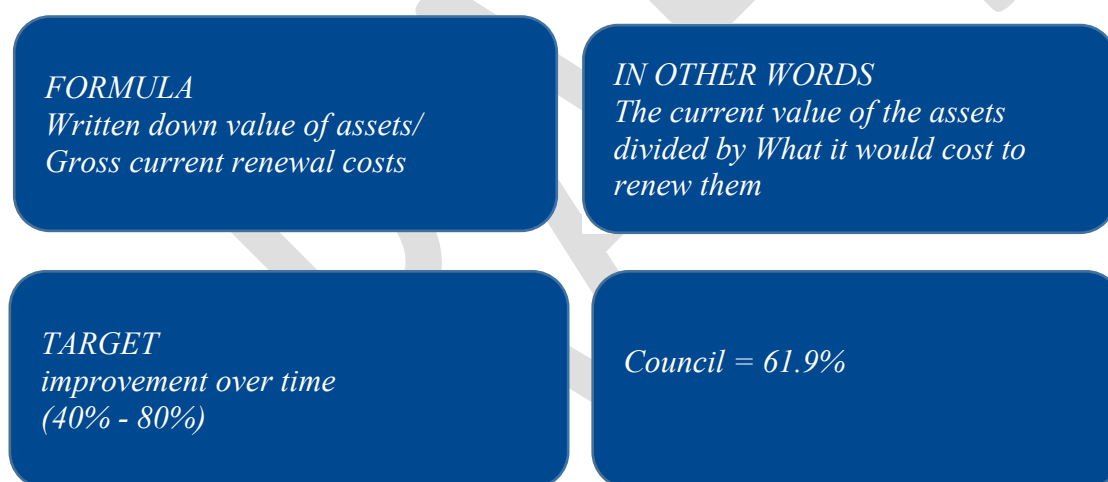 FORMULA
Written down value of assets/
Gross current renewal costs
IN OTHER WORDS
The current value of the assets
divided by What it would cost to
renew them
TARGET
improvement over time
(40% - 80%)
Council = 61.9%